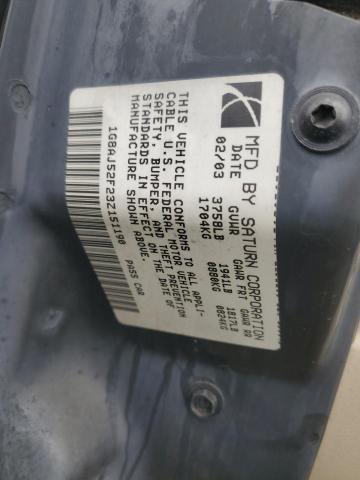 MFD BY SATURN CORPORATION
DATE GVWR GAWR FRT GAWR RR
02/03 3758LB 1941LB 1817LB
1704KG 0880KG 0824KG
THIS VEHICLE CONFORMS TO ALL APPLI-
CABLE U.S. FEDERAL MOTOR VEHICLE
SAFETY, BUMPER, AND THEFT PREVENTION
STANDARDS IN EFFECT ON THE DATE OF
MANUFACTURE SHOWN ABOVE.
1G8AJ52F23Z151190 PASS CAR